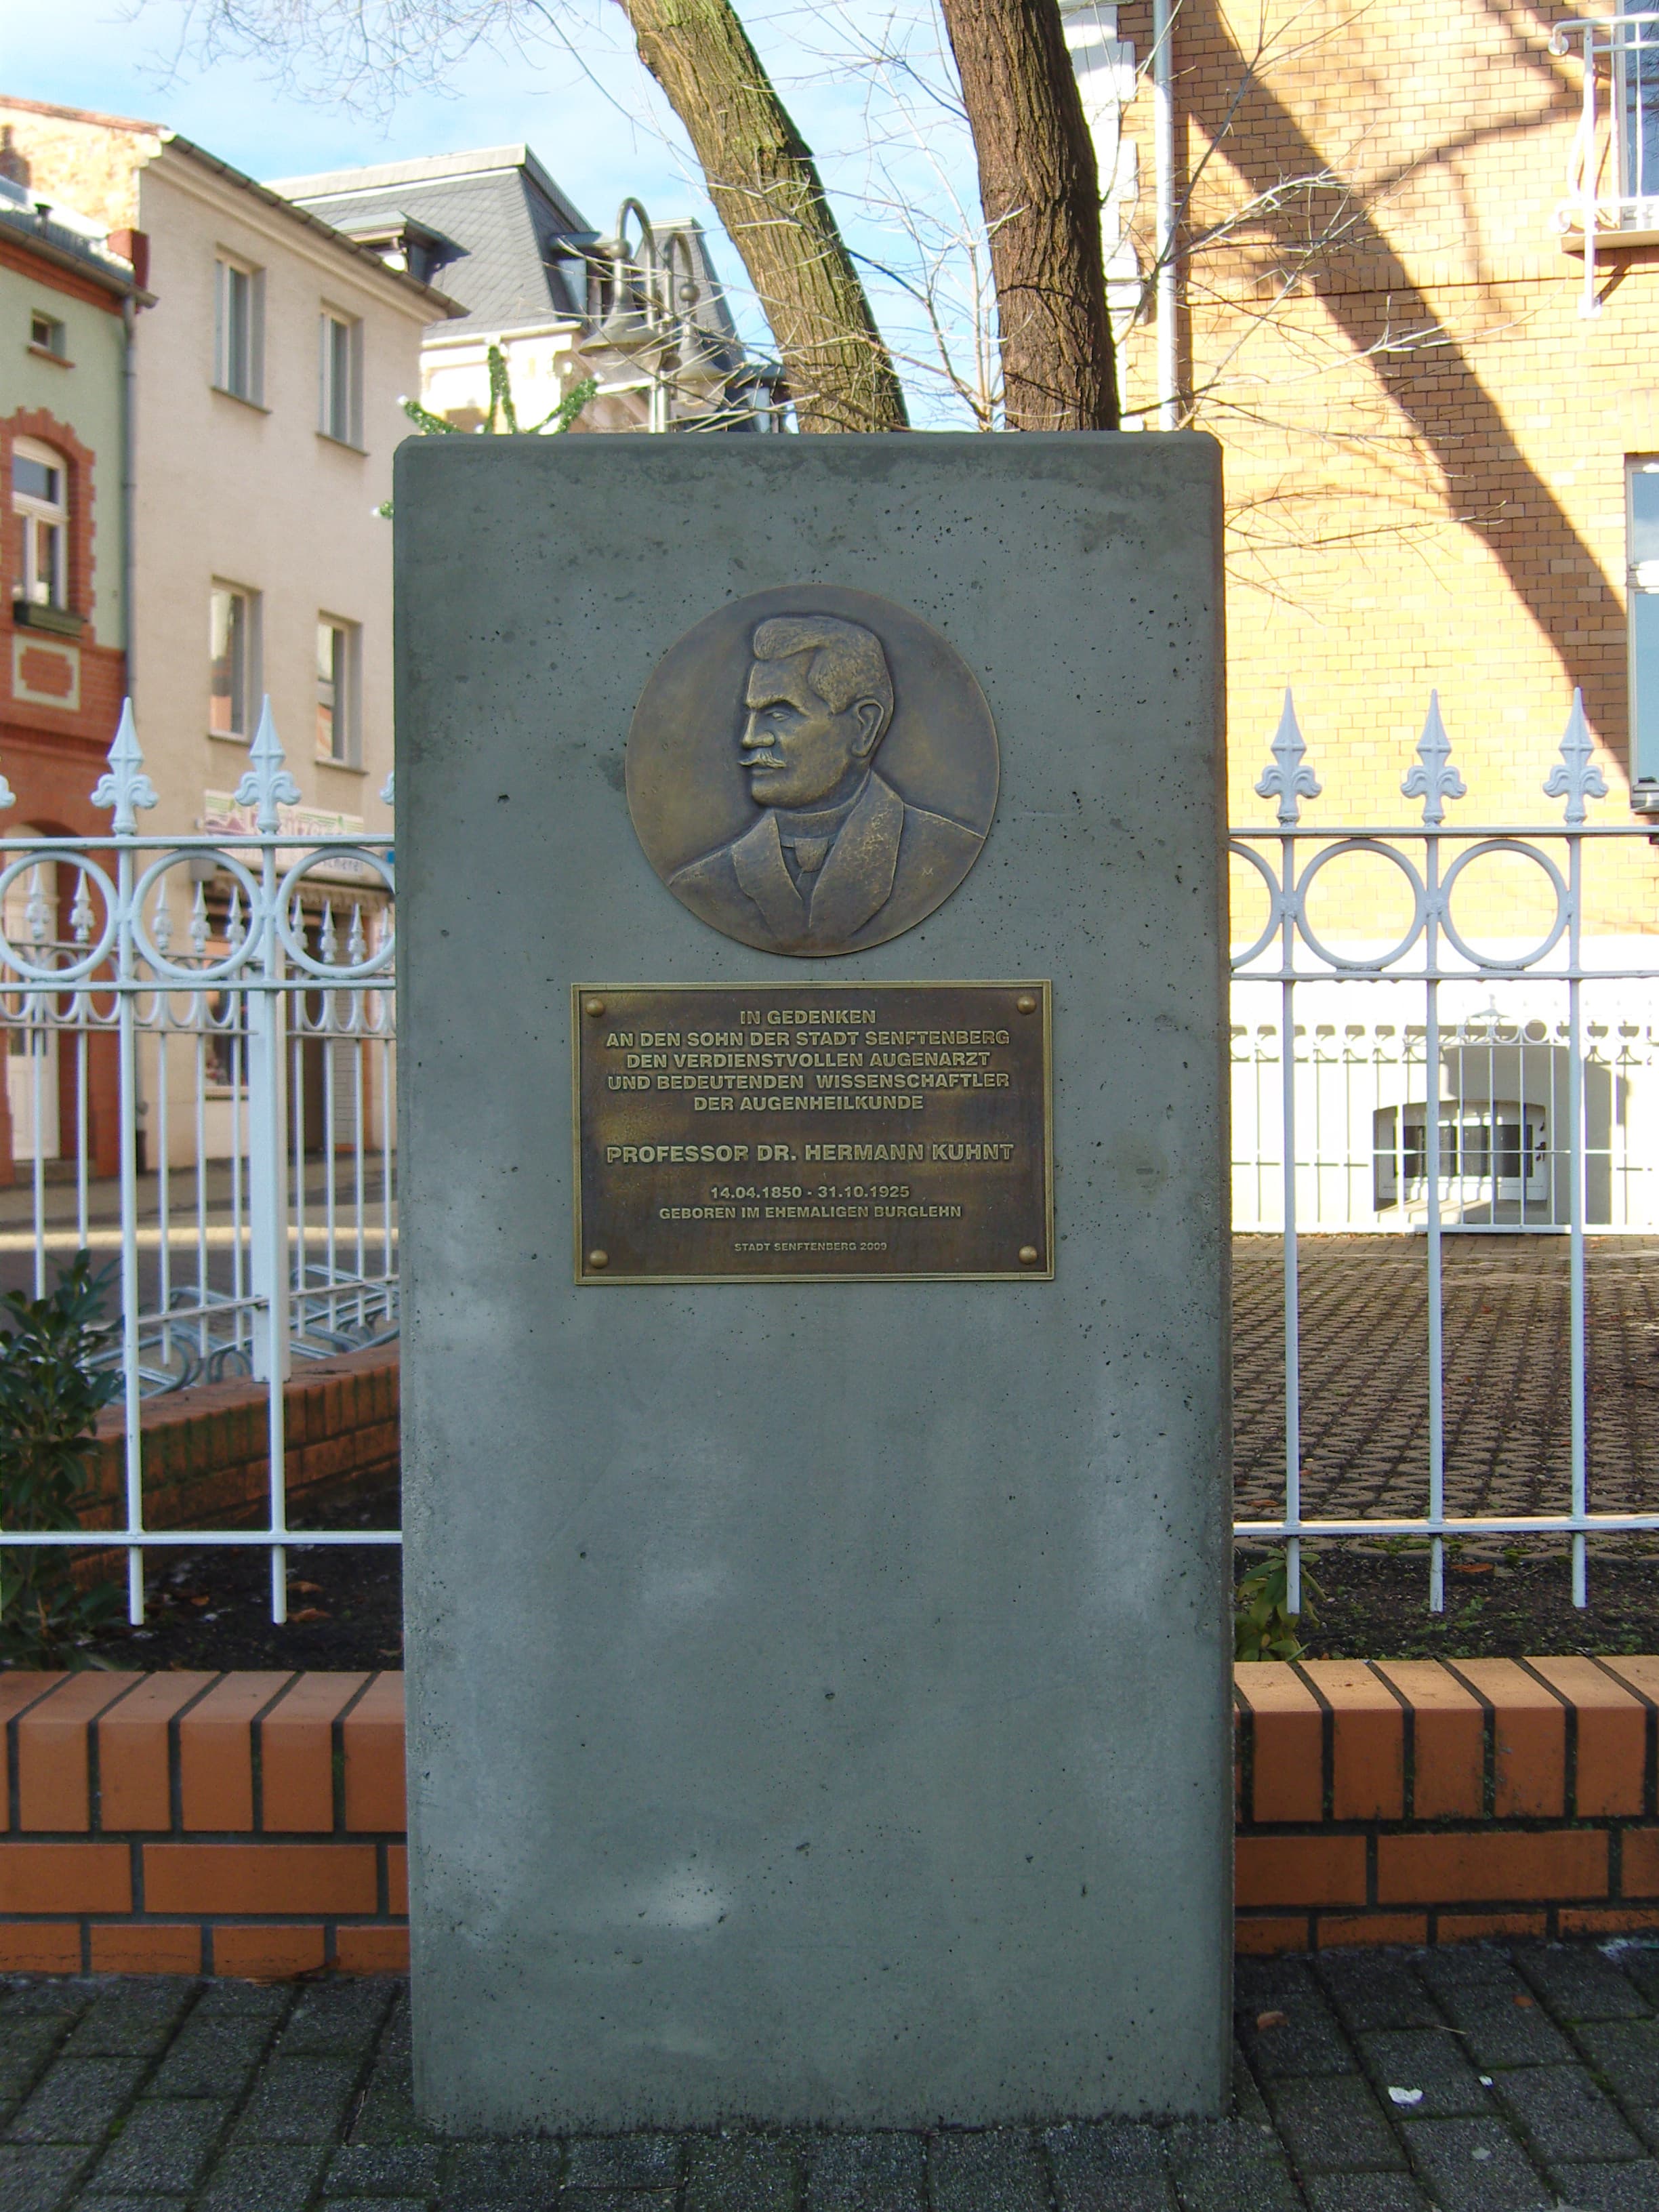 IN GEDENKEN
AN DEN SOHN DER STADT SENFTENBERG
DEN VERDIENSTVOLLEN AUGENARZT
UND BEDEUTENDEN WISSENSCHAFTLER
DER AUGENHEILKUNDE
PROFESSOR DR. HERMANN KUHNT
14.04.1850 - 31.10.1925
GEBOREN IM EHEMALIGEN BURGLEHN
STADT SENFTENBERG 2009